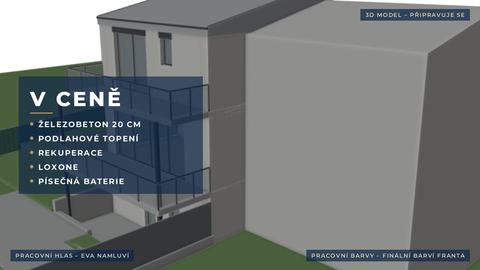 3D MODEL – PŘIPRAVUJE SE
V CENĚ
ŽELEZOBETON 20 CM
PODLAHOVÉ TOPENÍ
REKUPERACE
LOXONE
PÍSEČNÁ BATERIE
PRACOVNÍ HLAS – EVA NAMLUVÍ
PRACOVNÍ BARVY – FINÁLNÍ BARVÍ FRANTA